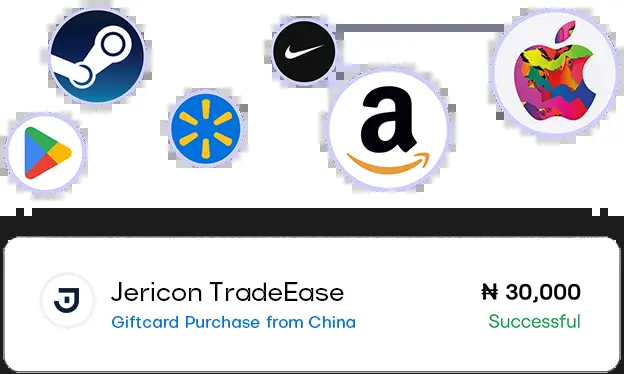 a
Jericon TradeEase
₦ 30,000
Giftcard Purchase from China
Successful